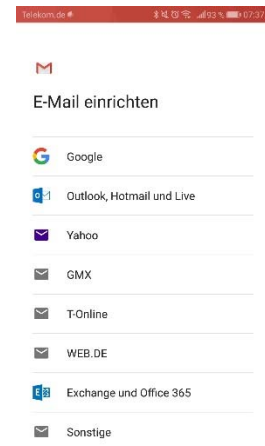 Telekom.de
93 % 07:37
E-Mail einrichten
Google
Outlook, Hotmail und Live
Yahoo
GMX
T-Online
WEB.DE
Exchange und Office 365
Sonstige